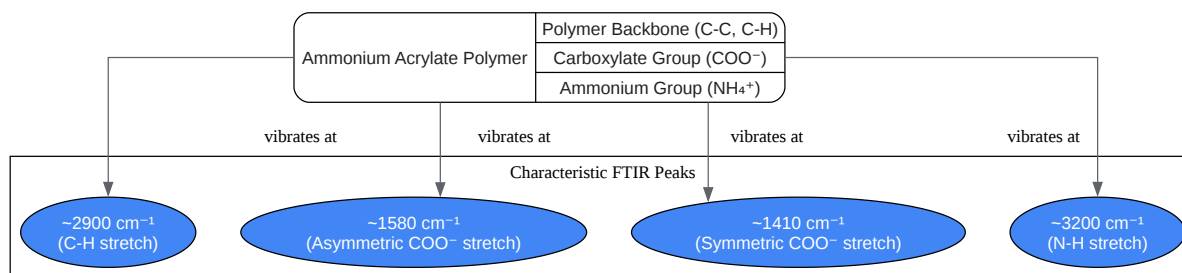 Ammonium Acrylate Polymer
Polymer Backbone (C-C, C-H)
Carboxylate Group (COO⁻)
Ammonium Group (NH₄⁺)
vibrates at
vibrates at
vibrates at
vibrates at
Characteristic FTIR Peaks
~2900 cm⁻¹
(C-H stretch)
~1580 cm⁻¹
(Asymmetric COO⁻ stretch)
~1410 cm⁻¹
(Symmetric COO⁻ stretch)
~3200 cm⁻¹
(N-H stretch)